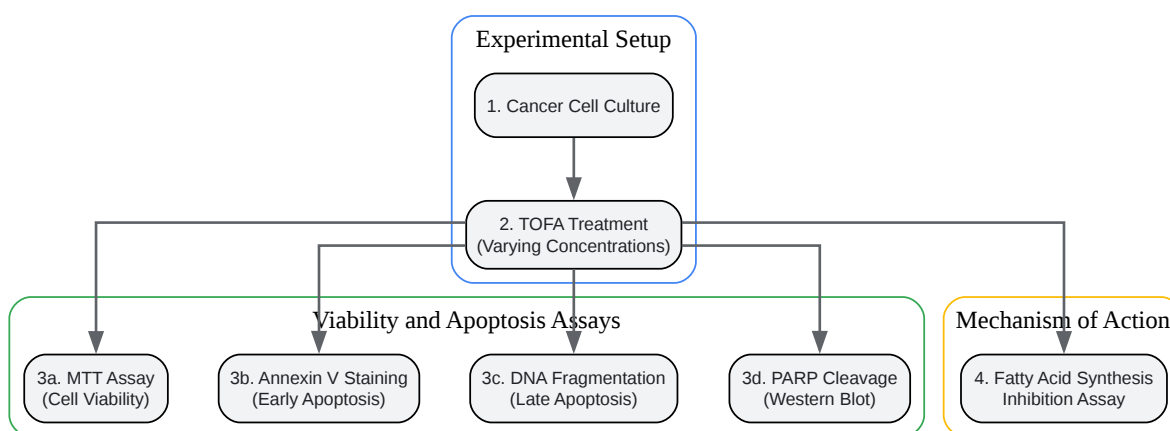 Experimental Setup
1. Cancer Cell Culture
2. TOFA Treatment
(Varying Concentrations)
Viability and Apoptosis Assays
3a. MTT Assay
(Cell Viability)
3b. Annexin V Staining
(Early Apoptosis)
3c. DNA Fragmentation
(Late Apoptosis)
3d. PARP Cleavage
(Western Blot)
Mechanism of Action
4. Fatty Acid Synthesis
Inhibition Assay